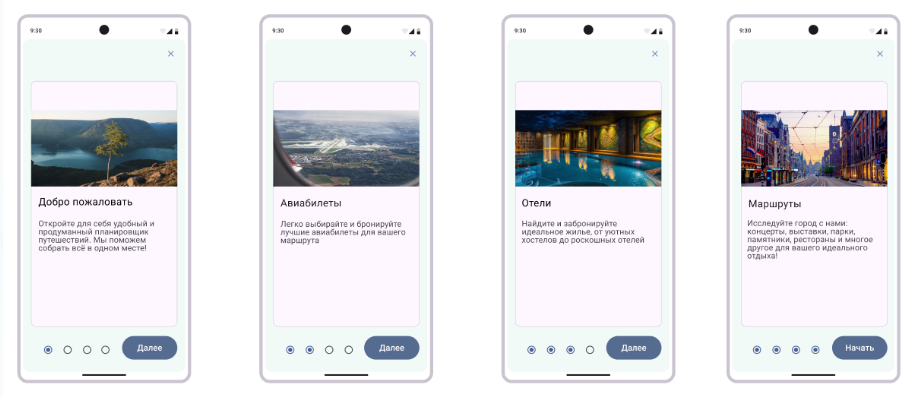 9:30
Добро пожаловать
Откройте для себя удобный и
продуманный планировщик
путешествий. Мы поможем
собрать всё в одном месте!
Далее
9:30
Авиабилеты
Легко выбирайте и бронируйте
лучшие авиабилеты для вашего
маршрута
Далее
9:30
Отели
Найдите и забронируйте
идеальное жилье, от уютных
хостелов до роскошных отелей
Далее
9:30
Маршруты
Исследуйте город с нами:
концерты, выставки, парки,
памятники, рестораны и многое
другое для вашего идеального
отдыха!
Начать